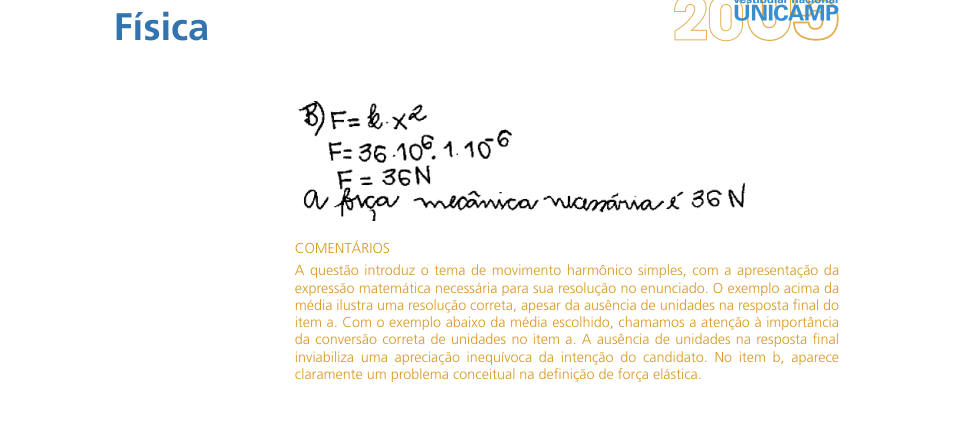 Física
vestibular nacional
UNICAMP
2005
B) F = k . x²
F = 36 . 10⁶ . 1 . 10⁻⁶
F = 36 N
a força mecânica necessária é 36 N
COMENTÁRIOS
A questão introduz o tema de movimento harmônico simples, com a apresentação da
expressão matemática necessária para sua resolução no enunciado. O exemplo acima da
média ilustra uma resolução correta, apesar da ausência de unidades na resposta final do
item a. Com o exemplo abaixo da média escolhido, chamamos a atenção à importância
da conversão correta de unidades no item a. A ausência de unidades na resposta final
inviabiliza uma apreciação inequívoca da intenção do candidato. No item b, aparece
claramente um problema conceitual na definição de força elástica.